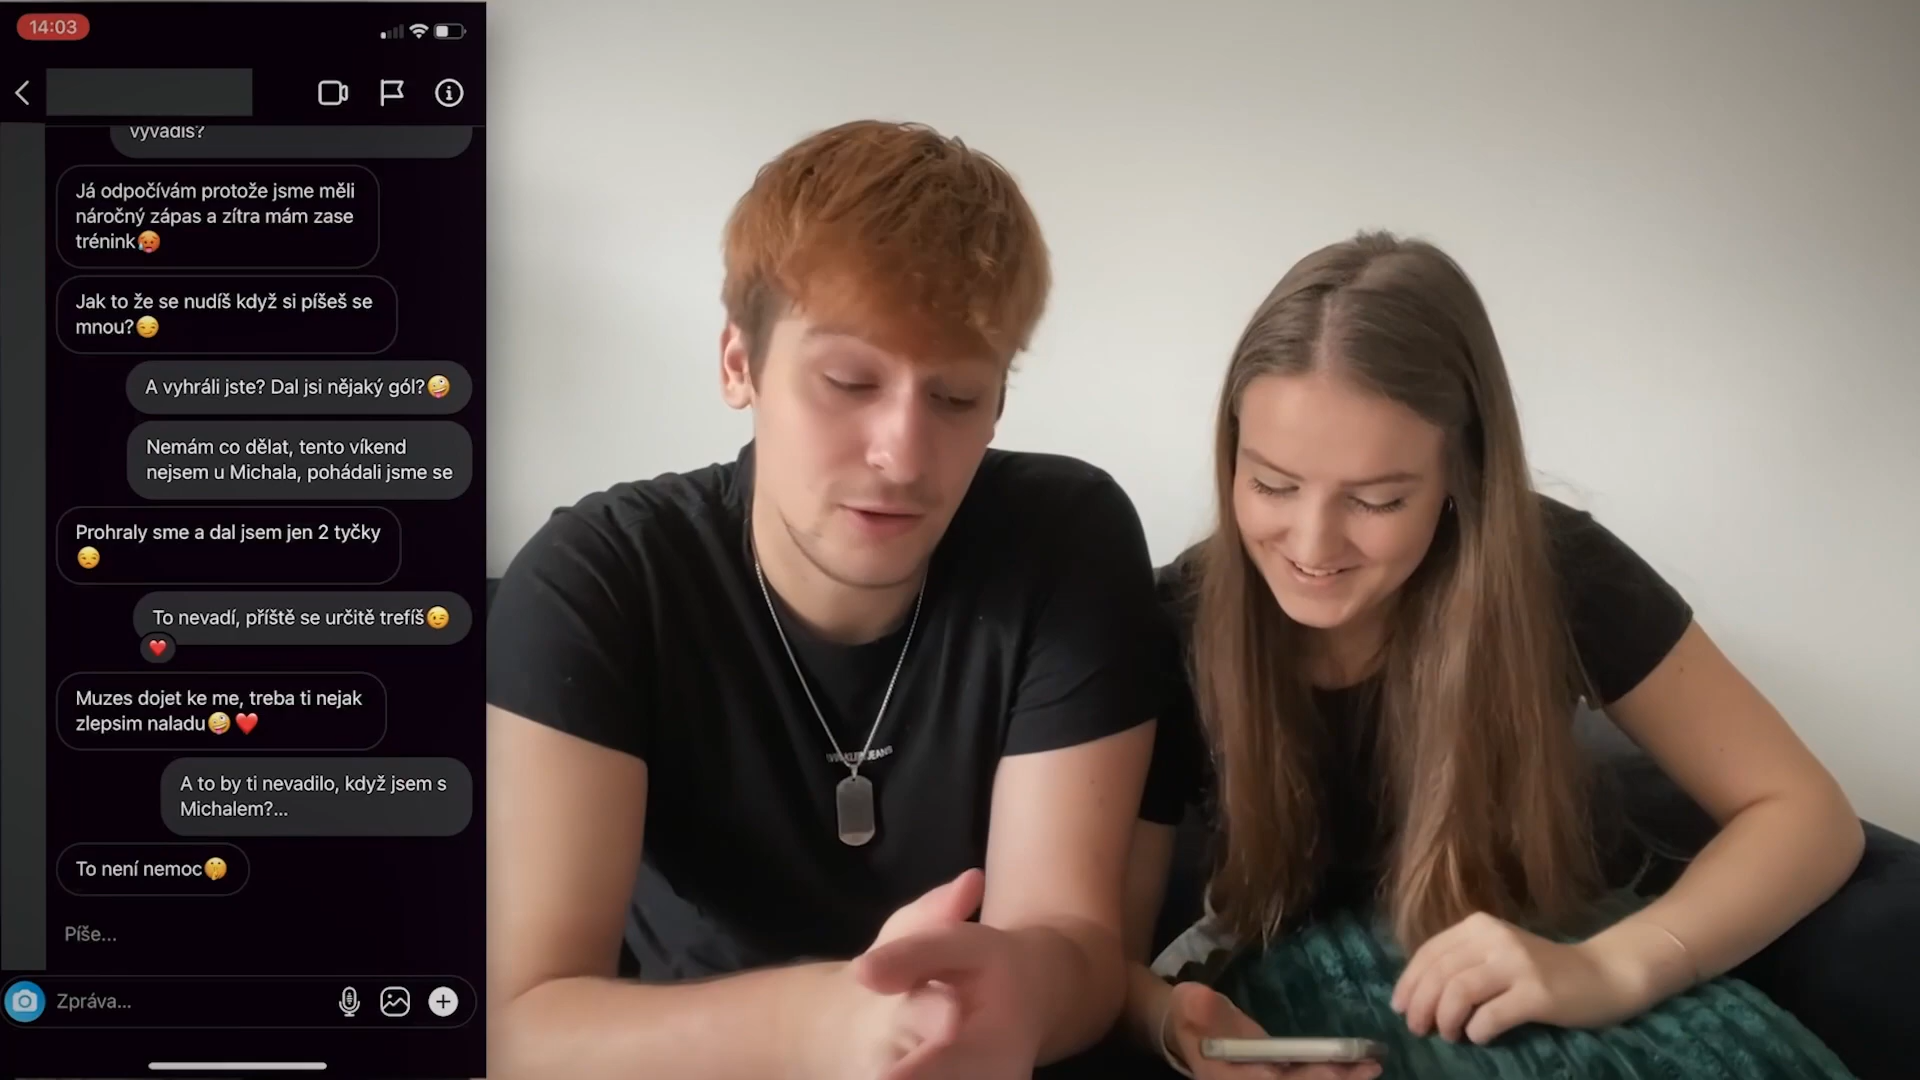 14:03
vyvádíš?
Já odpočívám protože jsme měli
náročný zápas a zítra mám zase
trénink🥵
Jak to že se nudíš když si píšeš se
mnou?😏
A vyhráli jste? Dal jsi nějaký gól?🤪
Nemám co dělat, tento víkend
nejsem u Michala, pohádali jsme se
Prohraly sme a dal jsem jen 2 tyčky
😒
To nevadí, příště se určitě trefíš😉
❤️
Muzes dojet ke me, treba ti nejak
zlepsim naladu🤪❤️
A to by ti nevadilo, když jsem s
Michalem?...
To není nemoc🤫
Píše...
Zpráva...
JEANS